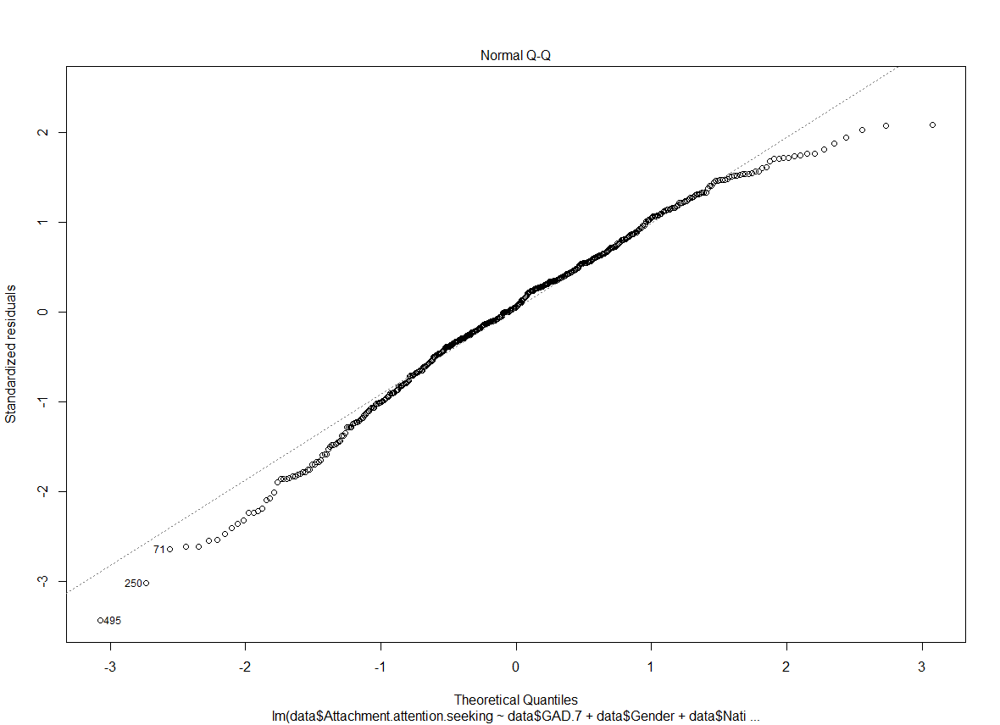 Normal Q-Q
2
1
0
-1
-2
-3
Standardized residuals
71
250
495
-3 -2 -1 0 1 2 3
Theoretical Quantiles
lm(data$Attachment.attention.seeking ~ data$GAD.7 + data$Gender + data$Nati ...